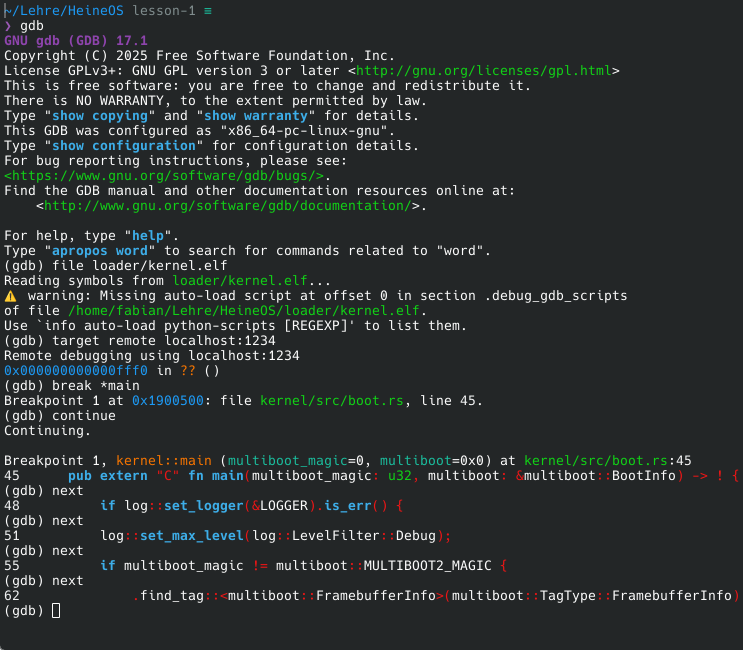 ~/Lehre/HeineOS lesson-1 ≡
❯ gdb
GNU gdb (GDB) 17.1
Copyright (C) 2025 Free Software Foundation, Inc.
License GPLv3+: GNU GPL version 3 or later <http://gnu.org/licenses/gpl.html>
This is free software: you are free to change and redistribute it.
There is NO WARRANTY, to the extent permitted by law.
Type "show copying" and "show warranty" for details.
This GDB was configured as "x86_64-pc-linux-gnu".
Type "show configuration" for configuration details.
For bug reporting instructions, please see:
<https://www.gnu.org/software/gdb/bugs/>.
Find the GDB manual and other documentation resources online at:
    <http://www.gnu.org/software/gdb/documentation/>.

For help, type "help".
Type "apropos word" to search for commands related to "word".
(gdb) file loader/kernel.elf
Reading symbols from loader/kernel.elf...
⚠️ warning: Missing auto-load script at offset 0 in section .debug_gdb_scripts
of file /home/fabian/Lehre/HeineOS/loader/kernel.elf.
Use `info auto-load python-scripts [REGEXP]' to list them.
(gdb) target remote localhost:1234
Remote debugging using localhost:1234
0x000000000000fff0 in ?? ()
(gdb) break *main
Breakpoint 1 at 0x1900500: file kernel/src/boot.rs, line 45.
(gdb) continue
Continuing.

Breakpoint 1, kernel::main (multiboot_magic=0, multiboot=0x0) at kernel/src/boot.rs:45
45      pub extern "C" fn main(multiboot_magic: u32, multiboot: &multiboot::BootInfo) -> ! {
(gdb) next
48          if log::set_logger(&LOGGER).is_err() {
(gdb) next
51          log::set_max_level(log::LevelFilter::Debug);
(gdb) next
55          if multiboot_magic != multiboot::MULTIBOOT2_MAGIC {
(gdb) next
62              .find_tag::<multiboot::FramebufferInfo>(multiboot::TagType::FramebufferInfo)
(gdb)